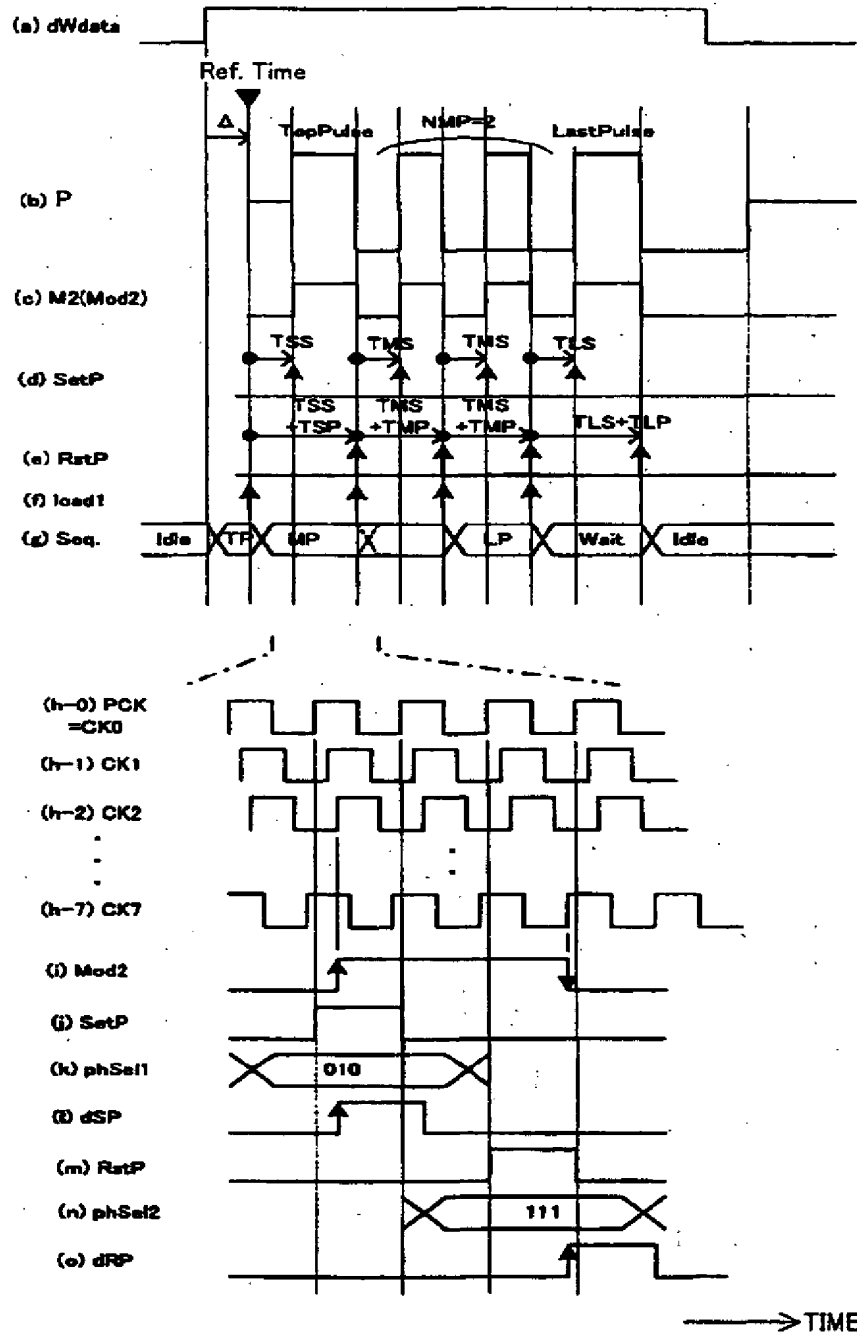 (a) dWdata
Ref. Time
Δ
TopPulse
NMP=2
LastPulse
(b) P
(c) M2(Mod2)
TSS
TMS
TMS
TLS
(d) SetP
TSS
+TSP
TMS
+TMP
TMS
+TMP
TLS+TLP
(e) RstP
(f) load1
(g) Seq.
Idle
TP
MP
LP
Wait
Idle
(h-0) PCK
=CK0
(h-1) CK1
(h-2) CK2
(h-7) CK7
(i) Mod2
(j) SetP
(k) phSel1
010
(ℓ) dSP
(m) RstP
(n) phSel2
111
(o) dRP
TIME